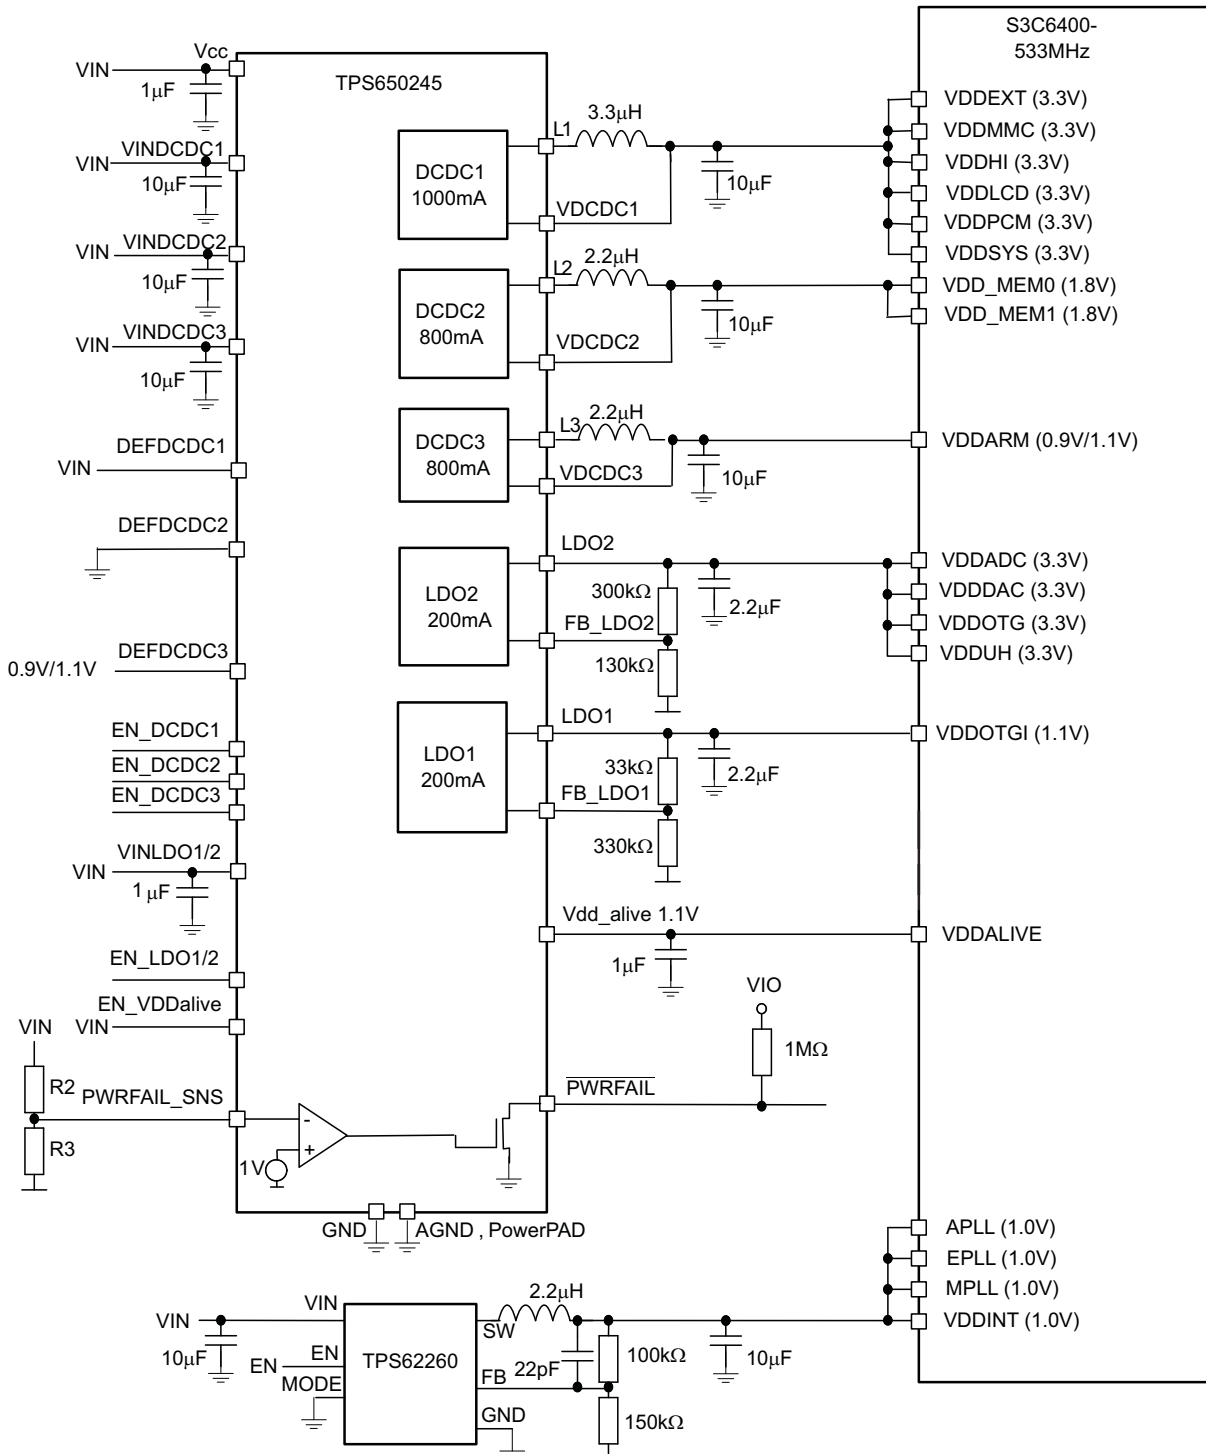 S3C6400-
533MHz
Vcc
VIN
1μF
TPS650245
VINDCDC1
VIN
10μF
VINDCDC2
VIN
10μF
VINDCDC3
VIN
10μF
DEFDCDC1
VIN
DEFDCDC2
DEFDCDC3
0.9V/1.1V
EN_DCDC1
EN_DCDC2
EN_DCDC3
VINLDO1/2
VIN
1 μF
EN_LDO1/2
EN_VDDalive
VIN
VIN
R2
PWRFAIL_SNS
R3
DCDC1
1000mA
L1
3.3μH
VDCDC1
10μF
DCDC2
800mA
L2
2.2μH
VDCDC2
10μF
DCDC3
800mA
L3
2.2μH
VDCDC3
10μF
LDO2
200mA
LDO2
300kΩ
2.2μF
FB_LDO2
130kΩ
LDO1
200mA
LDO1
33kΩ
2.2μF
FB_LDO1
330kΩ
Vdd_alive 1.1V
1μF
VIO
1MΩ
PWRFAIL
-
+
1V
GND
AGND , PowerPAD
VDDEXT (3.3V)
VDDMMC (3.3V)
VDDHI (3.3V)
VDDLCD (3.3V)
VDDPCM (3.3V)
VDDSYS (3.3V)
VDD_MEM0 (1.8V)
VDD_MEM1 (1.8V)
VDDARM (0.9V/1.1V)
VDDADC (3.3V)
VDDDAC (3.3V)
VDDOTG (3.3V)
VDDUH (3.3V)
VDDOTGI (1.1V)
VDDALIVE
APLL (1.0V)
EPLL (1.0V)
MPLL (1.0V)
VDDINT (1.0V)
VIN
VIN
10μF
EN
EN
MODE
TPS62260
SW
2.2μH
22pF
100kΩ
10μF
FB
GND
150kΩ